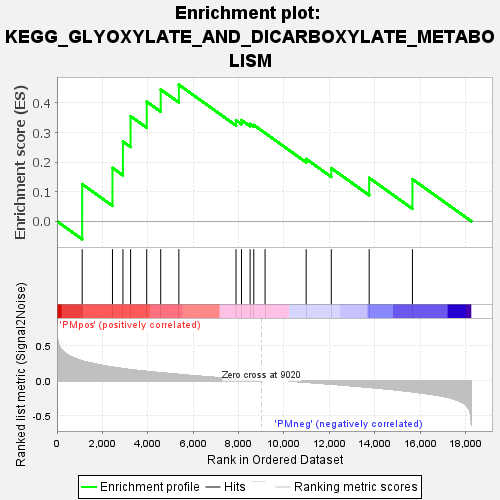 Enrichment plot:
KEGG_GLYOXYLATE_AND_DICARBOXYLATE_METABO
LISM
Enrichment score (ES)
0.4
0.3
0.2
0.1
0.0
'PMpos' (positively correlated)
Ranked list metric (Signal2Noise)
0.5
0.0
-0.5
Zero cross at 9020
'PMneg' (negatively correlated)
0 2,000 4,000 6,000 8,000 10,000 12,000 14,000 16,000 18,000
Rank in Ordered Dataset
Enrichment profile Hits Ranking metric scores